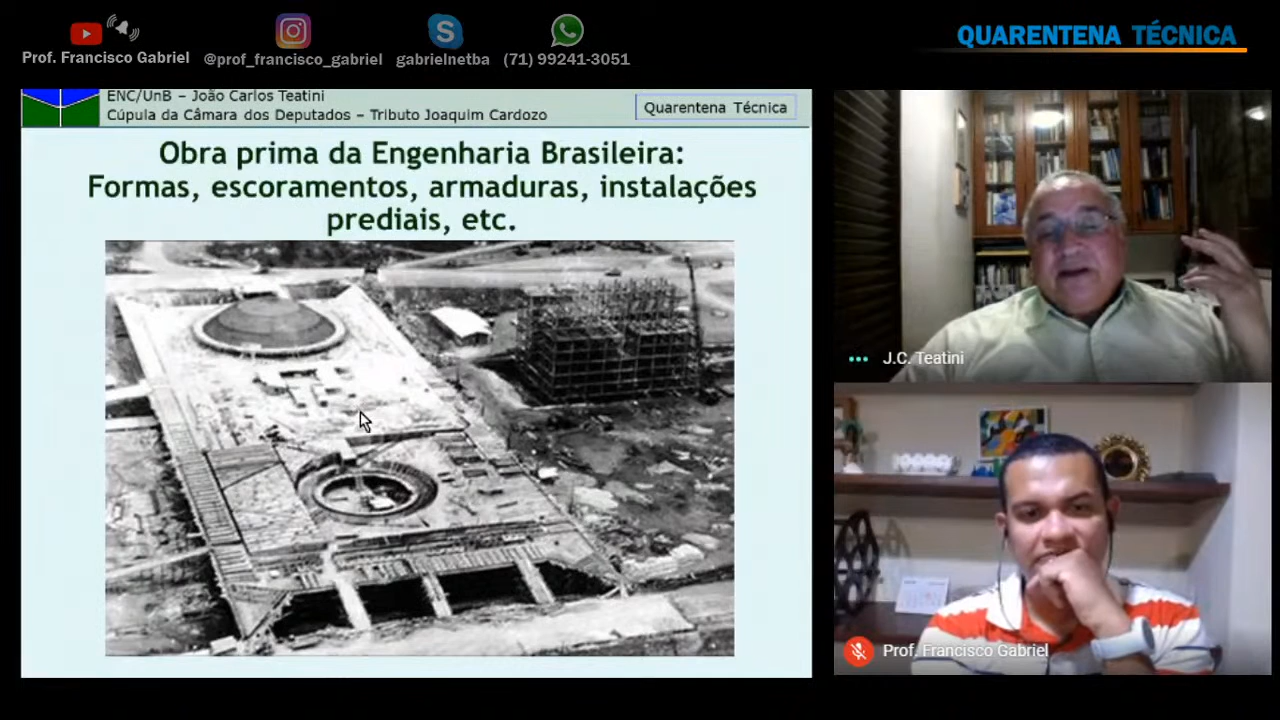 Prof. Francisco Gabriel
@prof_francisco_gabriel
gabrielnetba
(71) 99241-3051
QUARENTENA TÉCNICA
ENC/UnB – João Carlos Teatini
Cúpula da Câmara dos Deputados – Tributo Joaquim Cardozo
Quarentena Técnica
Obra prima da Engenharia Brasileira:
Formas, escoramentos, armaduras, instalações
prediais, etc.
J.C. Teatini
Prof. Francisco Gabriel